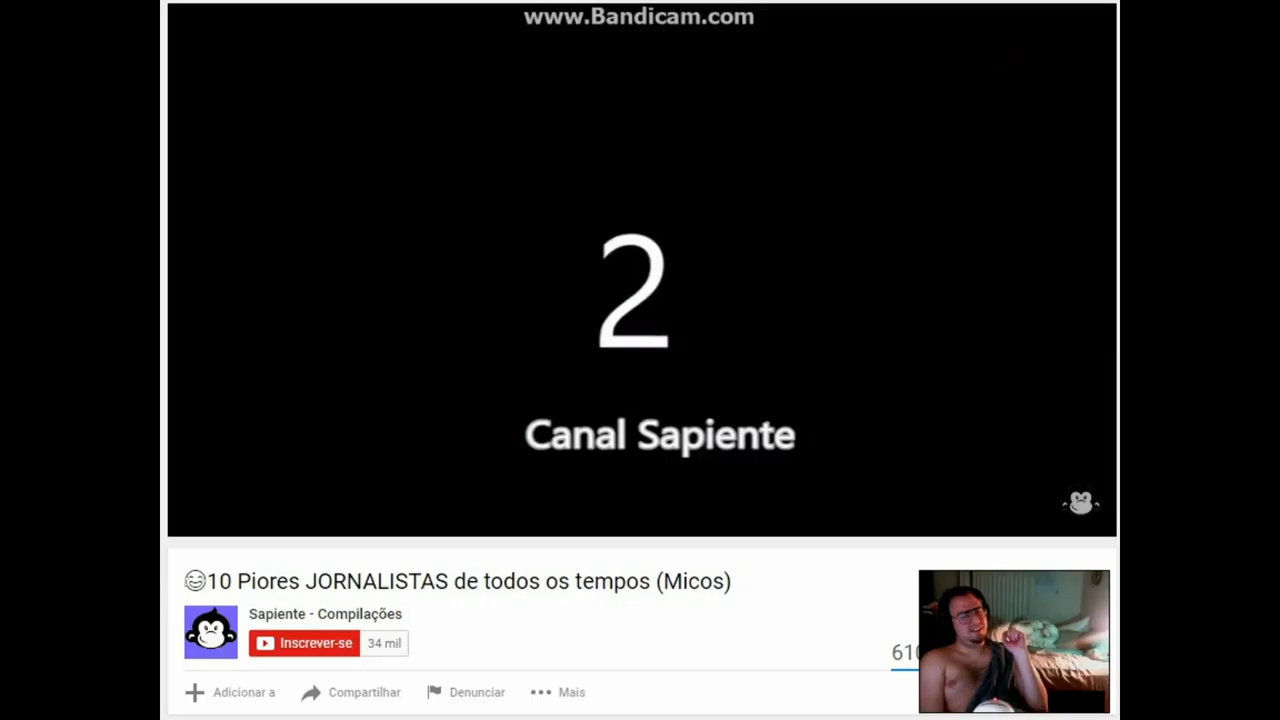 www.Bandicam.com
2
Canal Sapiente
10 Piores JORNALISTAS de todos os tempos (Micos)
Sapiente - Compilações
Inscrever-se 34 mil
610
Adicionar a Compartilhar Denunciar Mais